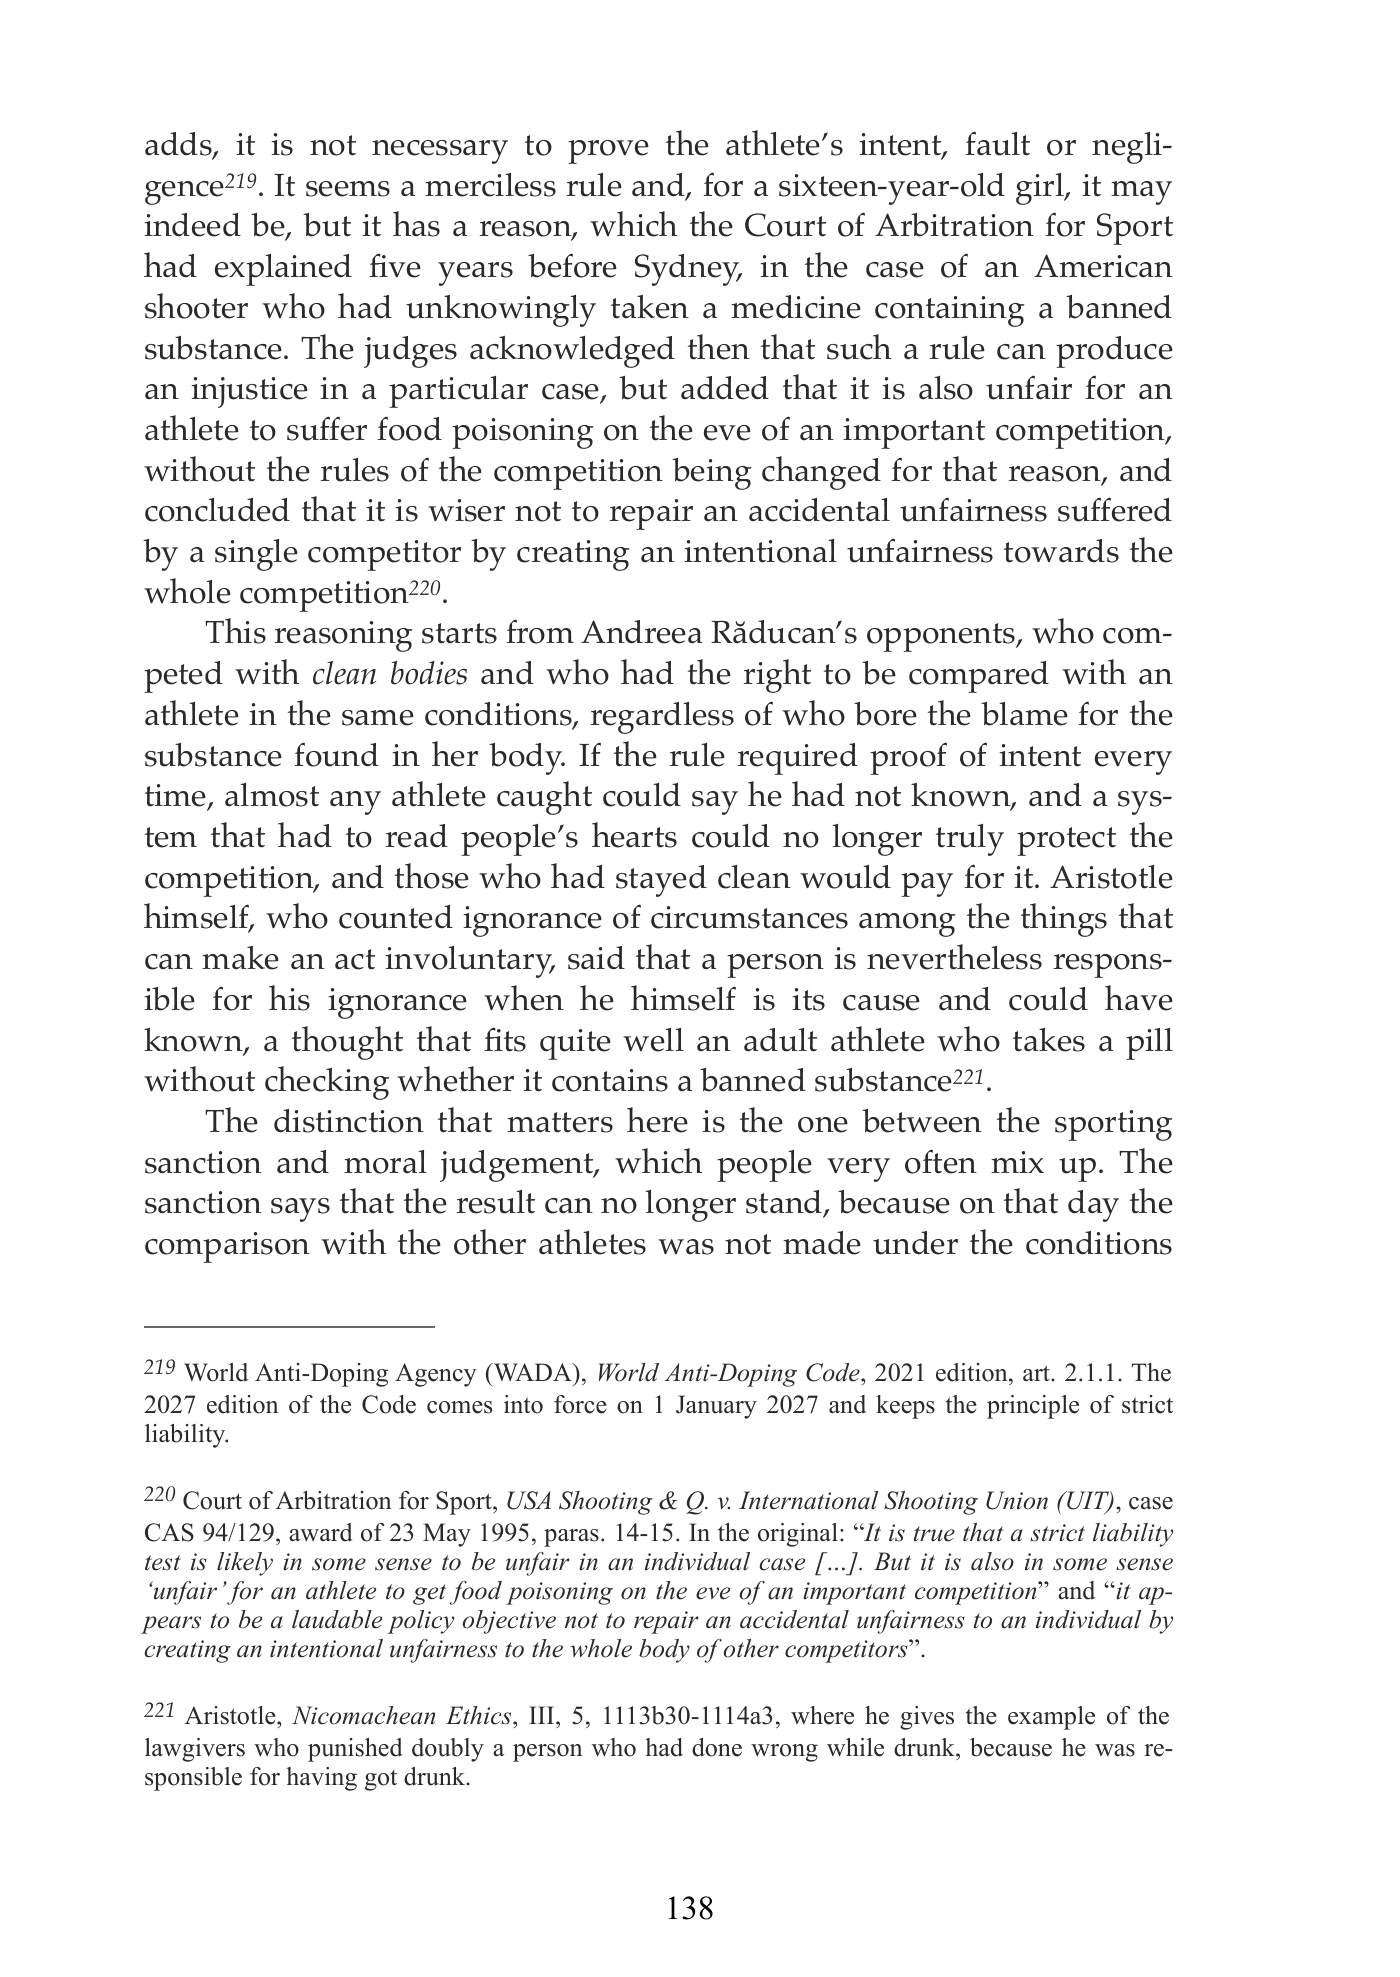 adds, it is not necessary to prove the athlete’s intent, fault or negli-
gence219. It seems a merciless rule and, for a sixteen-year-old girl, it may
indeed be, but it has a reason, which the Court of Arbitration for Sport
had explained five years before Sydney, in the case of an American
shooter who had unknowingly taken a medicine containing a banned
substance. The judges acknowledged then that such a rule can produce
an injustice in a particular case, but added that it is also unfair for an
athlete to suffer food poisoning on the eve of an important competition,
without the rules of the competition being changed for that reason, and
concluded that it is wiser not to repair an accidental unfairness suffered
by a single competitor by creating an intentional unfairness towards the
whole competition220.
This reasoning starts from Andreea Răducan’s opponents, who com-
peted with clean bodies and who had the right to be compared with an
athlete in the same conditions, regardless of who bore the blame for the
substance found in her body. If the rule required proof of intent every
time, almost any athlete caught could say he had not known, and a sys-
tem that had to read people’s hearts could no longer truly protect the
competition, and those who had stayed clean would pay for it. Aristotle
himself, who counted ignorance of circumstances among the things that
can make an act involuntary, said that a person is nevertheless respons-
ible for his ignorance when he himself is its cause and could have
known, a thought that fits quite well an adult athlete who takes a pill
without checking whether it contains a banned substance221.
The distinction that matters here is the one between the sporting
sanction and moral judgement, which people very often mix up. The
sanction says that the result can no longer stand, because on that day the
comparison with the other athletes was not made under the conditions
219 World Anti-Doping Agency (WADA), World Anti-Doping Code, 2021 edition, art. 2.1.1. The
2027 edition of the Code comes into force on 1 January 2027 and keeps the principle of strict
liability.
220 Court of Arbitration for Sport, USA Shooting & Q. v. International Shooting Union (UIT), case
CAS 94/129, award of 23 May 1995, paras. 14-15. In the original: “It is true that a strict liability
test is likely in some sense to be unfair in an individual case [...]. But it is also in some sense
‘unfair’ for an athlete to get food poisoning on the eve of an important competition” and “it ap-
pears to be a laudable policy objective not to repair an accidental unfairness to an individual by
creating an intentional unfairness to the whole body of other competitors”.
221 Aristotle, Nicomachean Ethics, III, 5, 1113b30-1114a3, where he gives the example of the
lawgivers who punished doubly a person who had done wrong while drunk, because he was re-
sponsible for having got drunk.
138